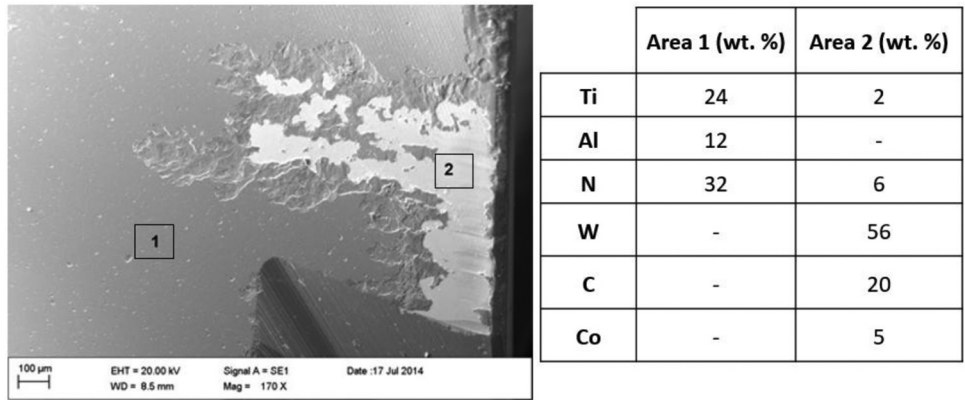 1
2
100 µm
EHT = 20.00 kV
Signal A = SE1
Date :17 Jul 2014
WD = 8.5 mm
Mag = 170 X
Area 1 (wt. %) Area 2 (wt. %)
Ti 24 2
Al 12 -
N 32 6
W - 56
C - 20
Co - 5